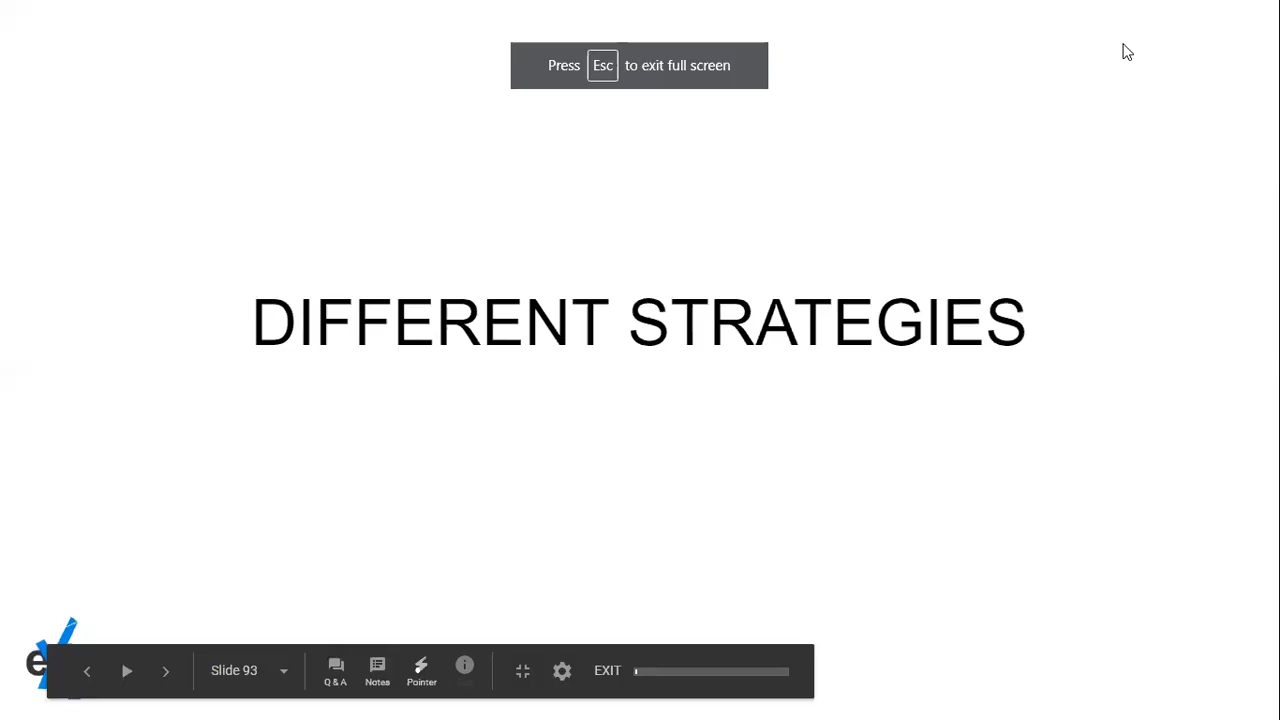 Press Esc to exit full screen
DIFFERENT STRATEGIES
e
Slide 93
Q & A
Notes
Pointer
EXIT